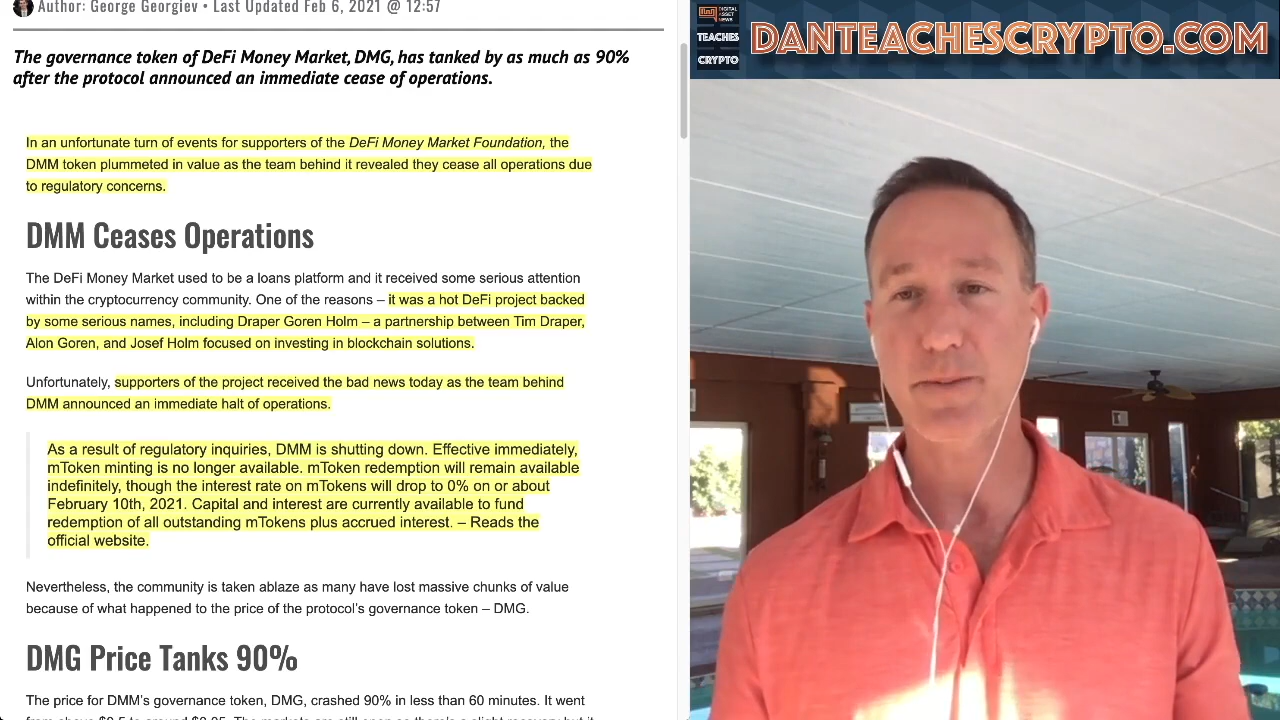 Author: George Georgiev • Last Updated Feb 6, 2021 @ 12:57
The governance token of DeFi Money Market, DMG, has tanked by as much as 90%
after the protocol announced an immediate cease of operations.
In an unfortunate turn of events for supporters of the DeFi Money Market Foundation, the
DMM token plummeted in value as the team behind it revealed they cease all operations due
to regulatory concerns.
DMM Ceases Operations
The DeFi Money Market used to be a loans platform and it received some serious attention
within the cryptocurrency community. One of the reasons – it was a hot DeFi project backed
by some serious names, including Draper Goren Holm – a partnership between Tim Draper,
Alon Goren, and Josef Holm focused on investing in blockchain solutions.
Unfortunately, supporters of the project received the bad news today as the team behind
DMM announced an immediate halt of operations.
As a result of regulatory inquiries, DMM is shutting down. Effective immediately,
mToken minting is no longer available. mToken redemption will remain available
indefinitely, though the interest rate on mTokens will drop to 0% on or about
February 10th, 2021. Capital and interest are currently available to fund
redemption of all outstanding mTokens plus accrued interest. – Reads the
official website.
Nevertheless, the community is taken ablaze as many have lost massive chunks of value
because of what happened to the price of the protocol's governance token – DMG.
DMG Price Tanks 90%
The price for DMM's governance token, DMG, crashed 90% in less than 60 minutes. It went
DIGITAL
ASSET
NEWS
TEACHES
CRYPTO
DANTEACHESCRYPTO.COM